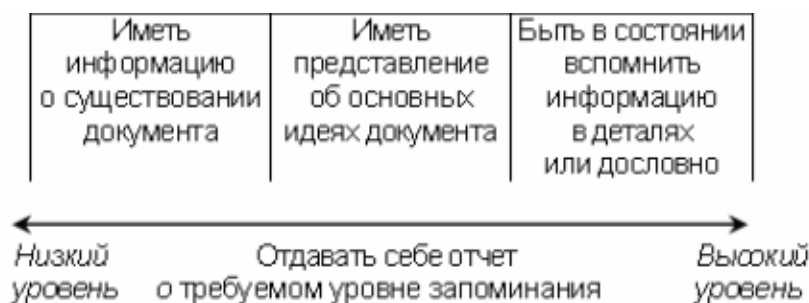 Иметь
информацию
о существовании
документа
Иметь
представление
об основных
идеях документа
Быть в состоянии
вспомнить
информацию
в деталях
или дословно
Низкий
уровень
Отдавать себе отчет
о требуемом уровне запоминания
Высокий
уровень